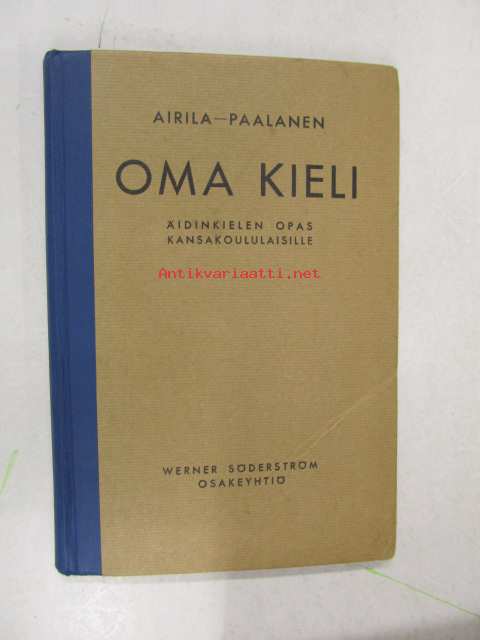 AIRILA—PAALANEN
OMA KIELI
ÄIDINKIELEN OPAS
KANSAKOULULAISILLE
Antikvariaatti.net
WERNER SÖDERSTRÖM
OSAKEYHTIÖ